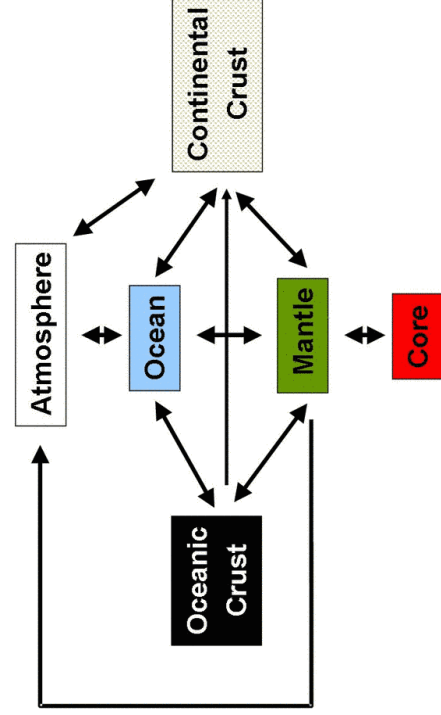 Atmosphere
Ocean
Continental
Crust
Oceanic
Crust
Mantle
Core